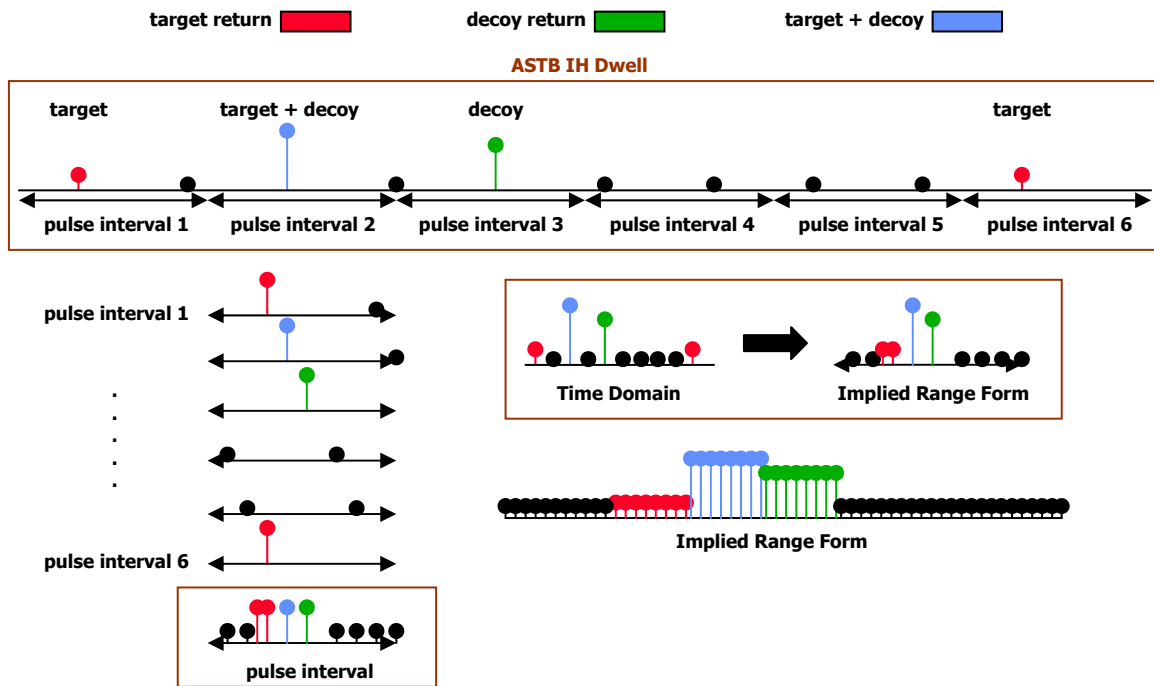 target return
decoy return
target + decoy
ASTB IH Dwell
target
target + decoy
decoy
target
pulse interval 1
pulse interval 2
pulse interval 3
pulse interval 4
pulse interval 5
pulse interval 6
pulse interval 1
.
.
.
.
.
pulse interval 6
pulse interval
Time Domain
Implied Range Form
Implied Range Form